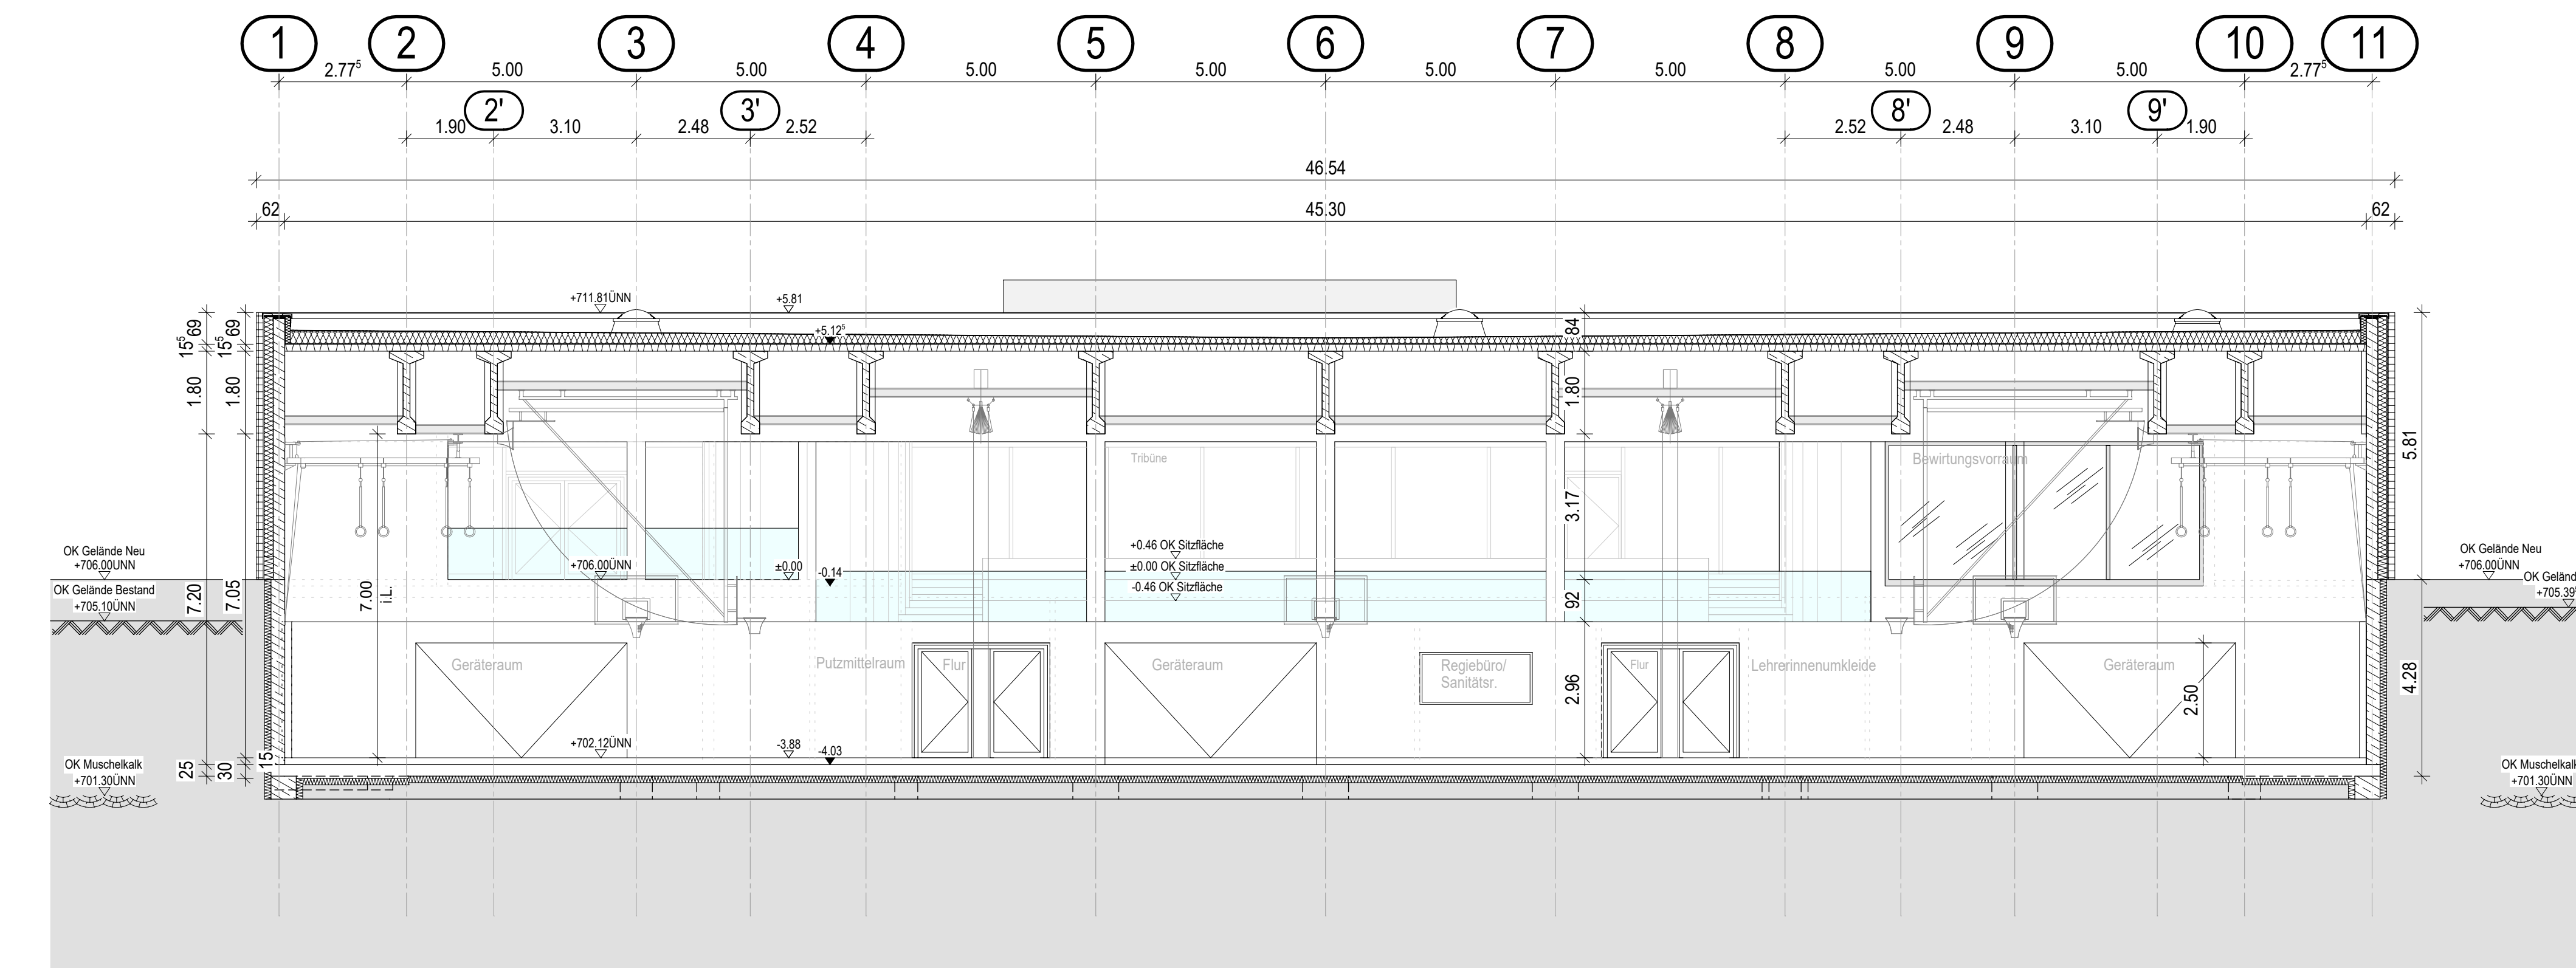 1 2 3 4 5 6 7 8 9 10 11
2.77⁵ 5.00 5.00 5.00 5.00 5.00 5.00 5.00 5.00 2.77⁵
2' 3' 8' 9'
1.90 3.10 2.48 2.52 2.52 2.48 3.10 1.90
46.54
62 45.30 62
+711.81ÜNN +5.81
+5.12⁵
69 69 84
15⁵ 15⁵
1.80 1.80 1.80
5.81
Tribüne Bewirtungsvorraum
3.17
+0.46 OK Sitzfläche
±0.00 OK Sitzfläche
-0.46 OK Sitzfläche
OK Gelände Neu
+706.00ÜNN
OK Gelände Bestand
+705.10ÜNN
+706.00ÜNN ±0.00 -0.14
OK Gelände Neu
+706.00ÜNN
OK Geländ
+705.39
7.20 7.05 7.00 i.L. 92
Geräteraum Putzmittelraum Flur Geräteraum Regiebüro/
Sanitätsr.
Flur Lehrerinnenumkleide Geräteraum
2.96 2.50 4.28
+702.12ÜNN -3.88 -4.03
25 30 15
OK Muschelkalk
+701.30ÜNN
OK Muschelkalk
+701.30ÜNN